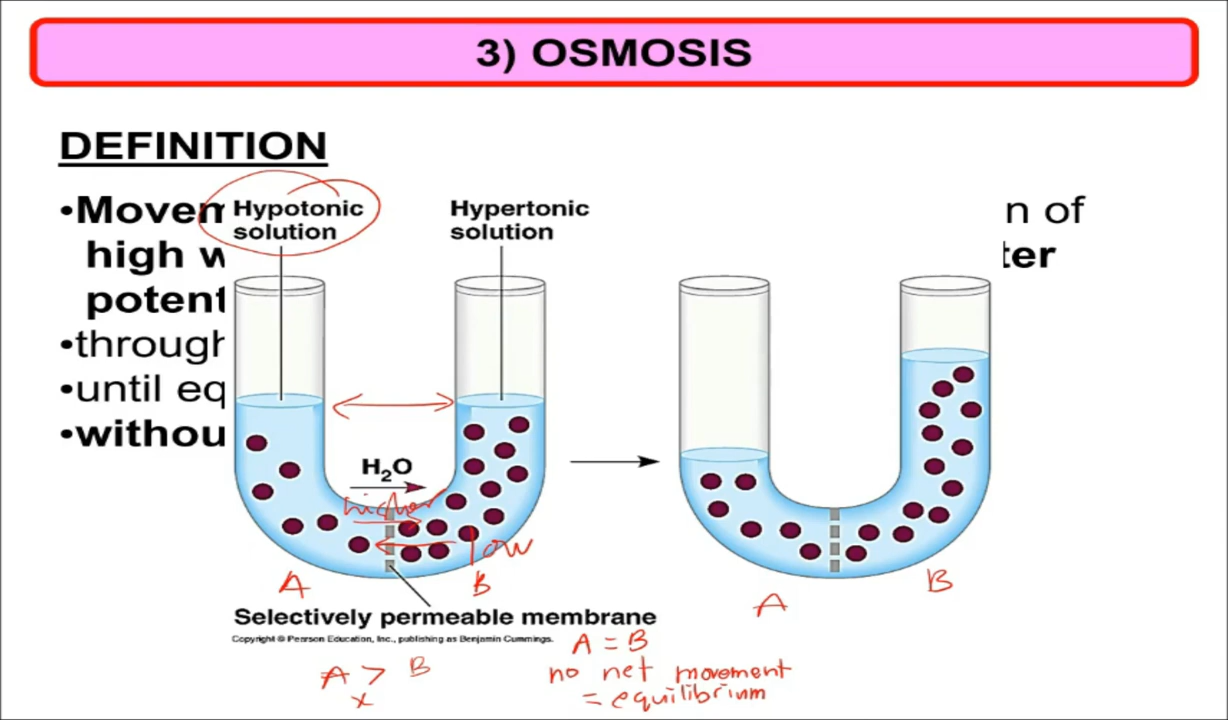 3) OSMOSIS
DEFINITION
•Movem
n of
high w
ter
potent
•through
•until eq
•withou
Hypotonic
solution
Hypertonic
solution
H₂O
higher
low
A
B
A
B
Selectively permeable membrane
Copyright © Pearson Education, Inc., publishing as Benjamin Cummings.
A = B
A > B
x
no net movement
= equilibrium